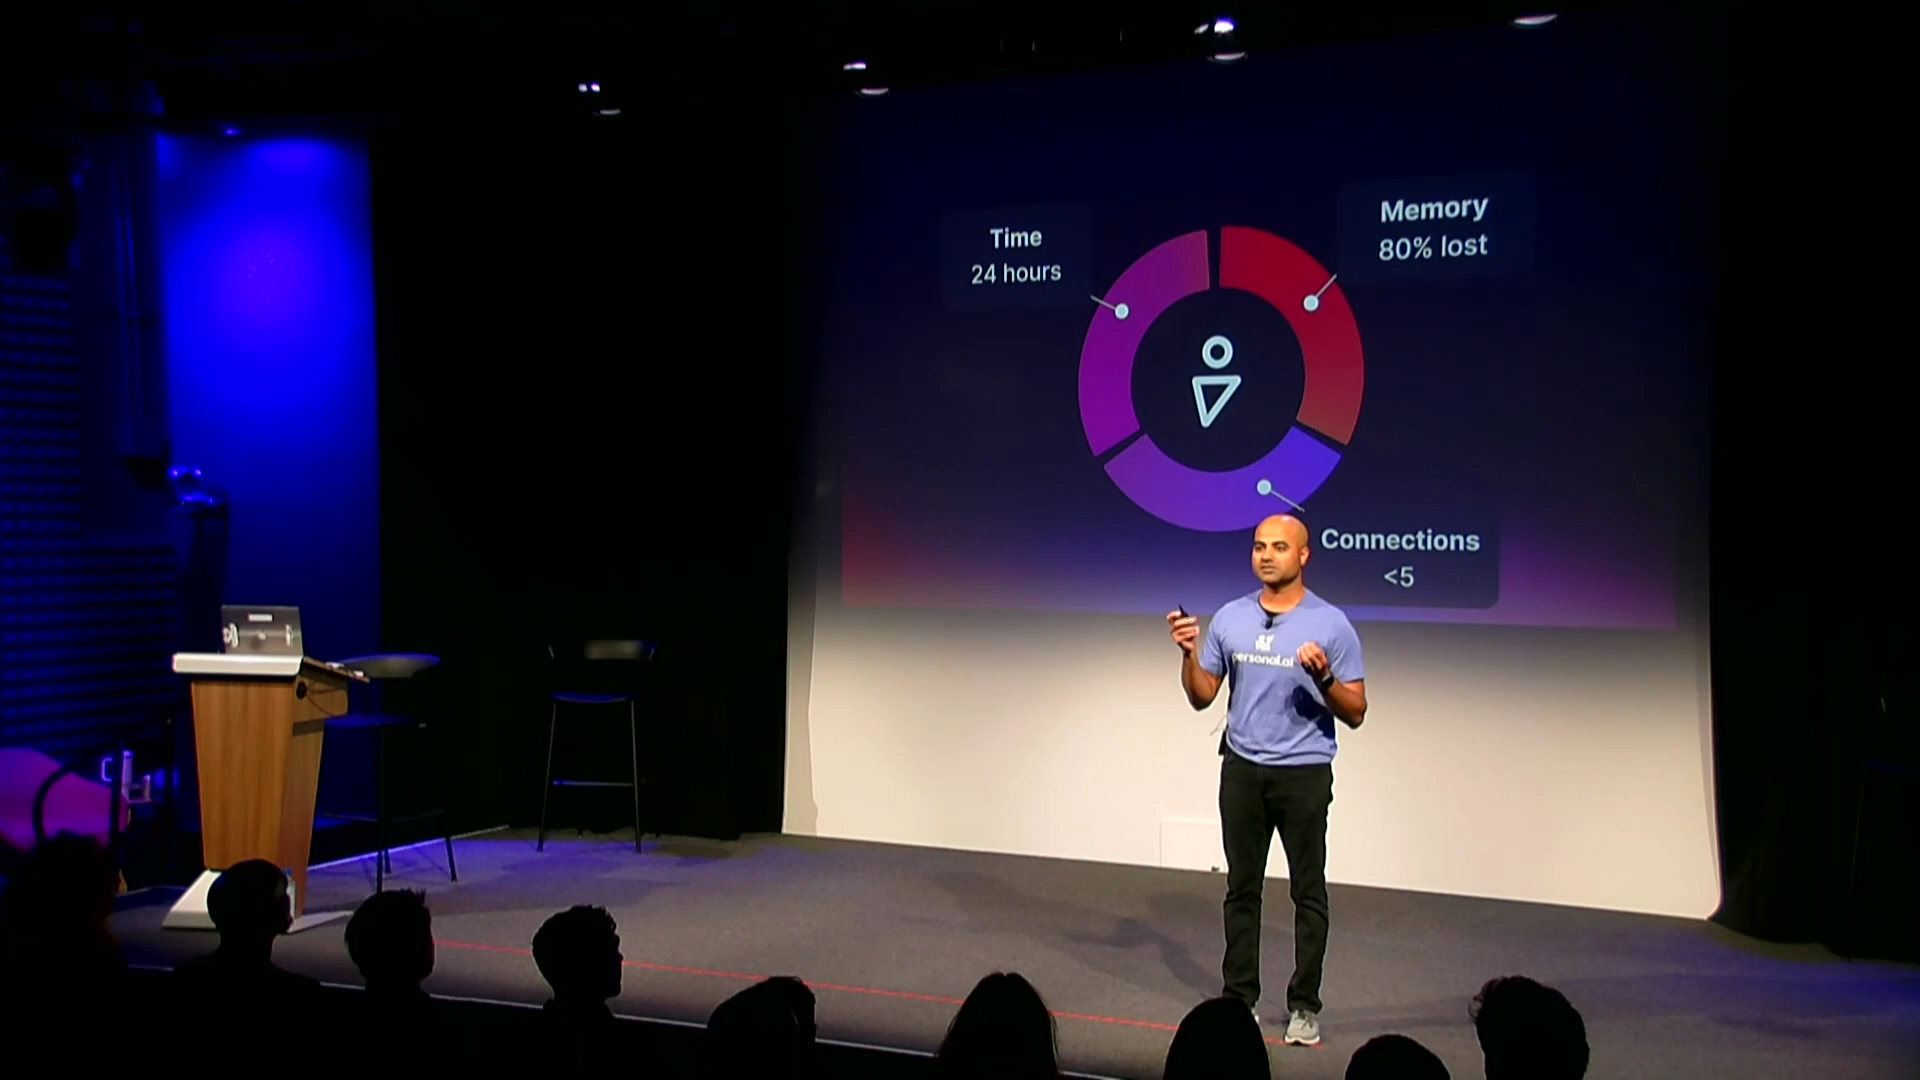 Time
24 hours
Memory
80% lost
Connections
<5
personal.ai